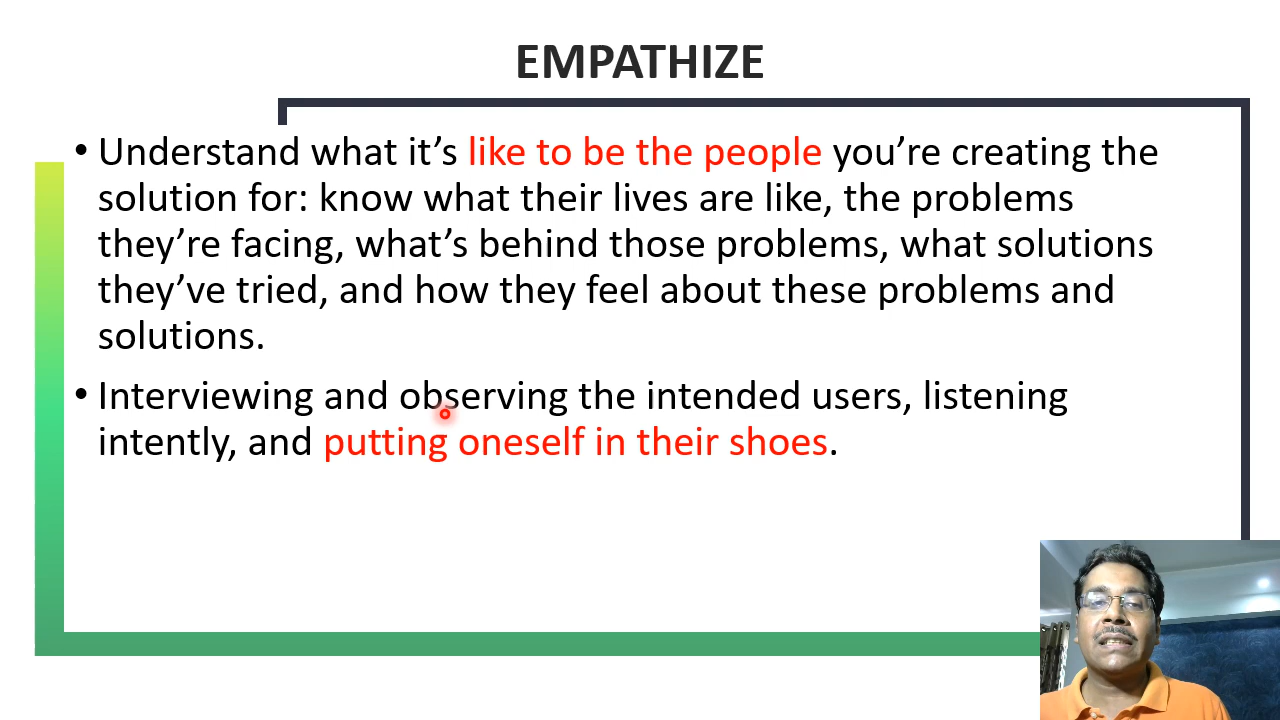 EMPATHIZE
• Understand what it’s like to be the people you’re creating the
solution for: know what their lives are like, the problems
they’re facing, what’s behind those problems, what solutions
they’ve tried, and how they feel about these problems and
solutions.
• Interviewing and observing the intended users, listening
intently, and putting oneself in their shoes.